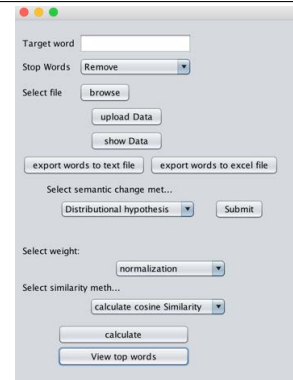 Target word
Stop Words Remove
Select file browse
upload Data
show Data
export words to text file export words to excel file
Select semantic change met...
Distributional hypothesis Submit
Select weight:
normalization
Select similarity meth...
calculate cosine Similarity
calculate
View top words